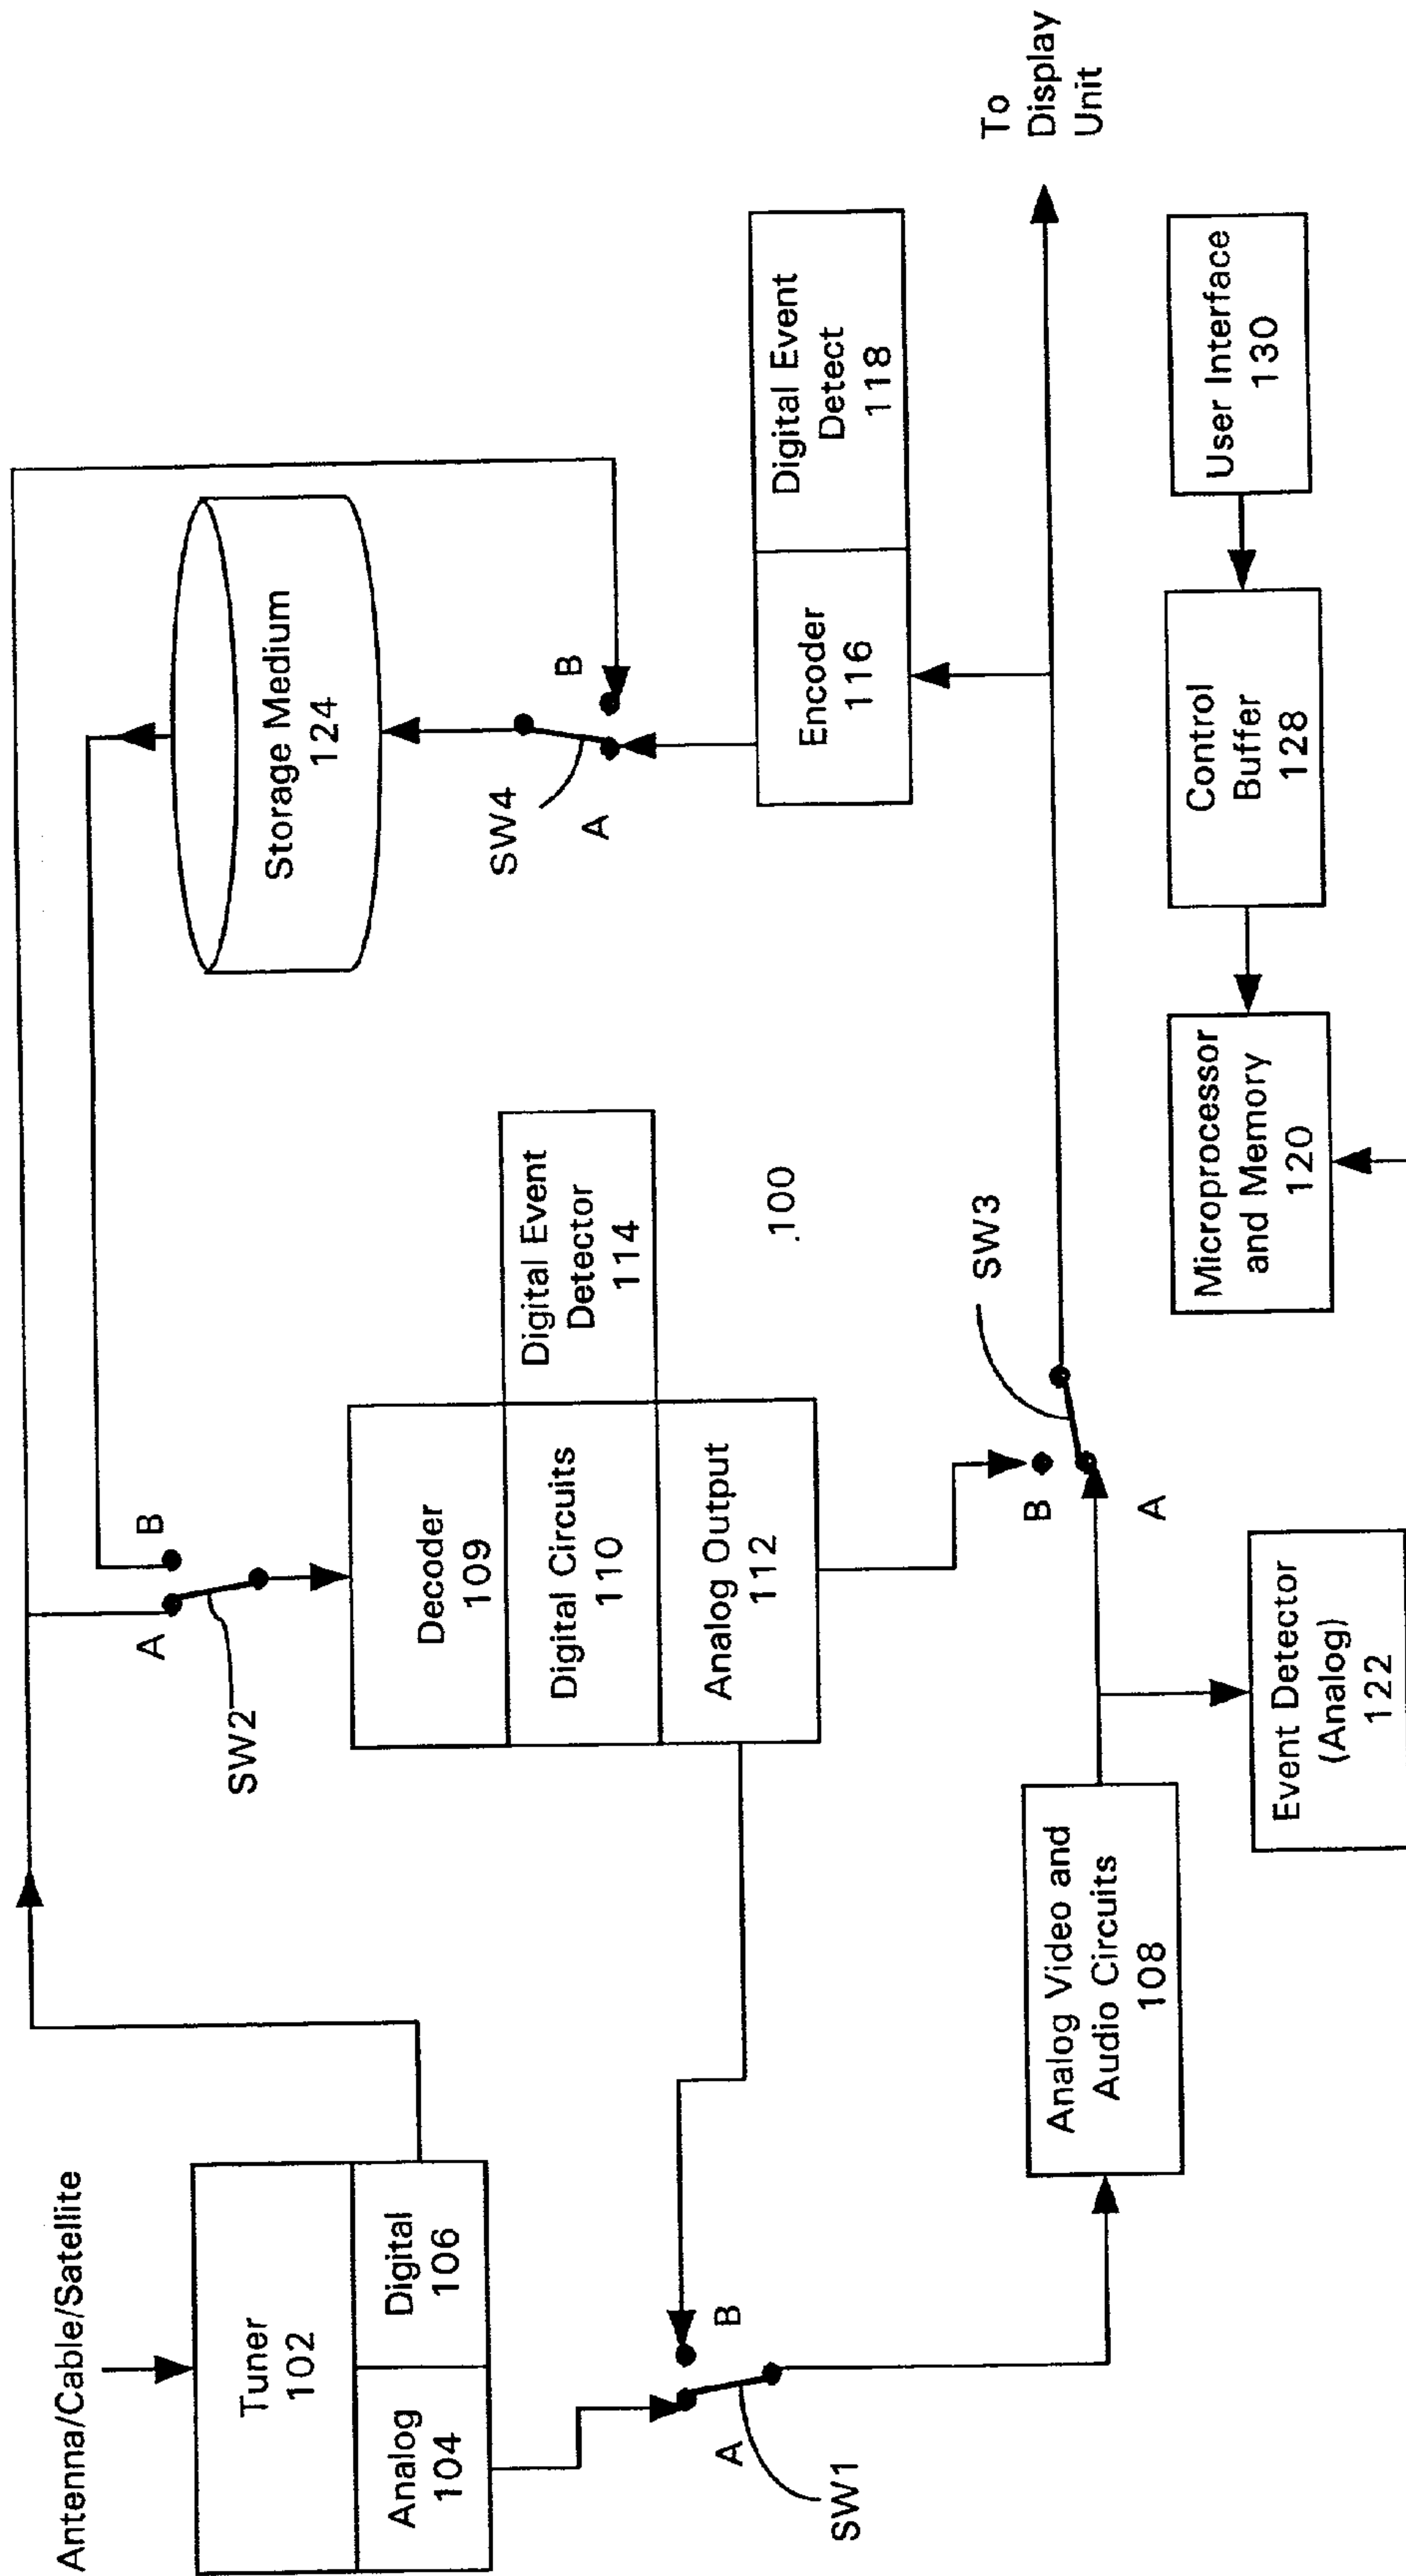 Antenna/Cable/Satellite
Tuner
102
Analog
104
Digital
106
A
B
SW1
A
B
SW2
Decoder
109
Digital Circuits
110
Analog Output
112
Digital Event
Detector
114
100
Storage Medium
124
SW4
A
B
Encoder
116
Digital Event
Detect
118
To
Display
Unit
Analog Video and
Audio Circuits
108
B
A
SW3
Event Detector
(Analog)
122
Microprocessor
and Memory
120
Control
Buffer
128
User Interface
130